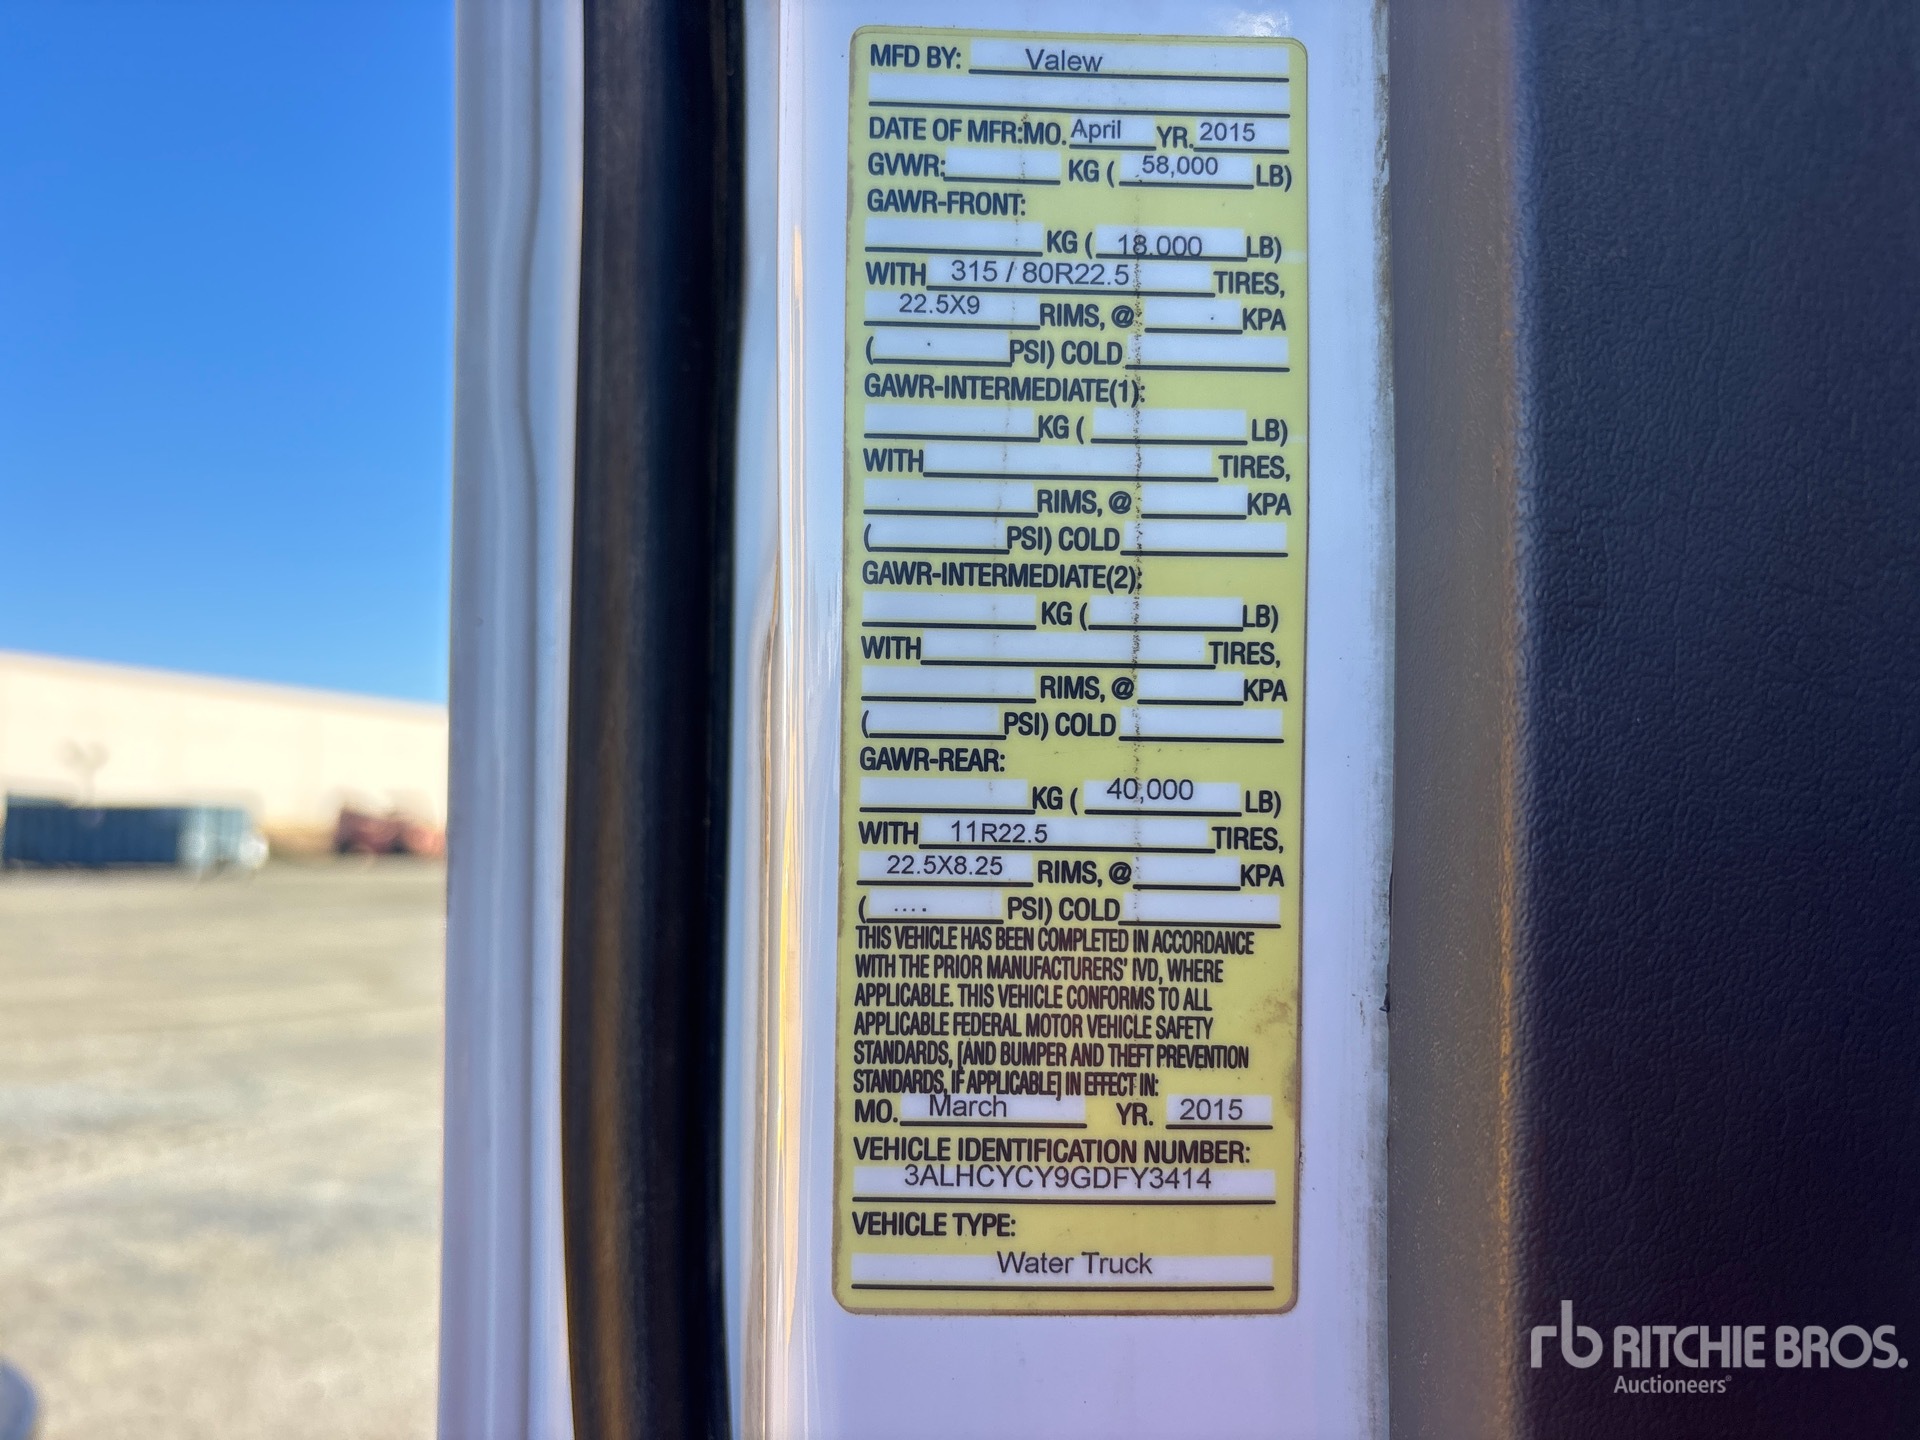 MFD BY: Valew
DATE OF MFR:MO. April YR. 2015
GVWR: KG ( 58,000 LB)
GAWR-FRONT:
KG ( 18,000 LB)
WITH 315 / 80R22.5 TIRES,
22.5X9 RIMS, @ KPA
( PSI) COLD
GAWR-INTERMEDIATE(1):
KG ( LB)
WITH TIRES,
RIMS, @ KPA
( PSI) COLD
GAWR-INTERMEDIATE(2):
KG ( LB)
WITH TIRES,
RIMS, @ KPA
( PSI) COLD
GAWR-REAR:
KG ( 40,000 LB)
WITH 11R22.5 TIRES,
22.5X8.25 RIMS, @ KPA
( .... PSI) COLD
THIS VEHICLE HAS BEEN COMPLETED IN ACCORDANCE
WITH THE PRIOR MANUFACTURERS' IVD, WHERE
APPLICABLE. THIS VEHICLE CONFORMS TO ALL
APPLICABLE FEDERAL MOTOR VEHICLE SAFETY
STANDARDS, [AND BUMPER AND THEFT PREVENTION
STANDARDS, IF APPLICABLE] IN EFFECT IN:
MO. March YR. 2015
VEHICLE IDENTIFICATION NUMBER:
3ALHCYCY9GDFY3414
VEHICLE TYPE:
Water Truck
rb RITCHIE BROS.
Auctioneers